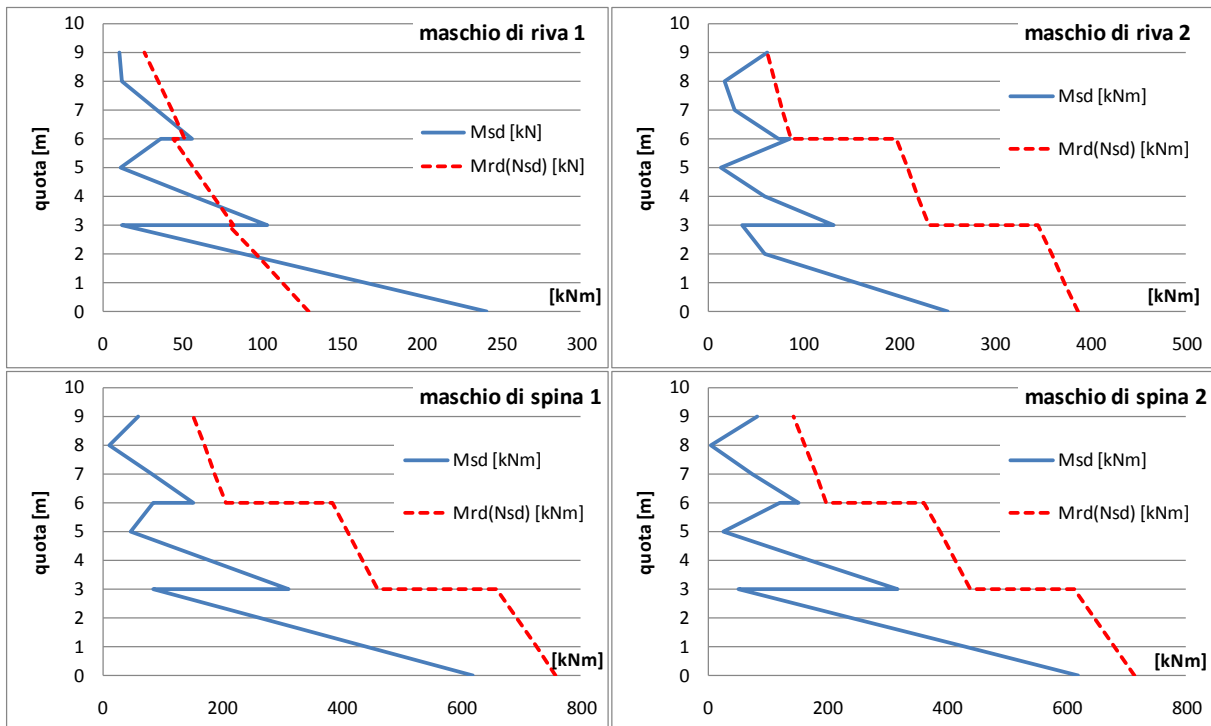 maschio di riva 1
quota [m]
10
9
8
7
6
5
4
3
2
1
0
Msd [kN]
Mrd(Nsd) [kN]
[kNm]
0 50 100 150 200 250 300
maschio di riva 2
quota [m]
10
9
8
7
6
5
4
3
2
1
0
Msd [kNm]
Mrd(Nsd) [kNm]
[kNm]
0 100 200 300 400 500
maschio di spina 1
quota [m]
10
9
8
7
6
5
4
3
2
1
0
Msd [kNm]
Mrd(Nsd) [kNm]
[kNm]
0 200 400 600 800
maschio di spina 2
quota [m]
10
9
8
7
6
5
4
3
2
1
0
Msd [kNm]
Mrd(Nsd) [kNm]
[kNm]
0 200 400 600 800